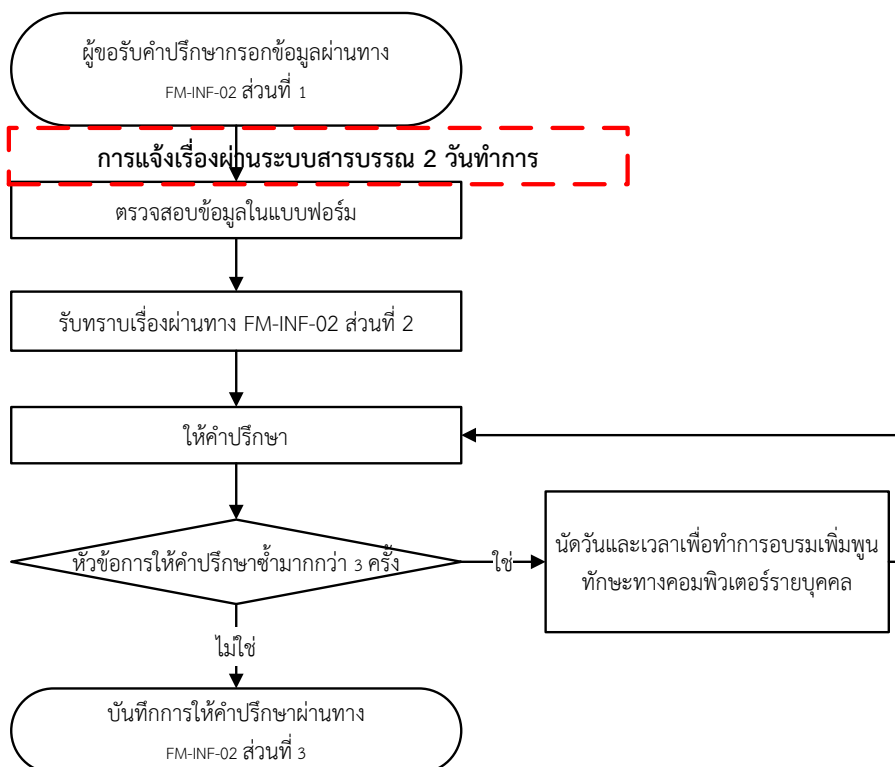 ผู้ขอรับคำปรึกษากรอกข้อมูลผ่านทาง
FM-INF-02 ส่วนที่ 1
การแจ้งเรื่องผ่านระบบสารบรรณ 2 วันทำการ
ตรวจสอบข้อมูลในแบบฟอร์ม
รับทราบเรื่องผ่านทาง FM-INF-02 ส่วนที่ 2
ให้คำปรึกษา
หัวข้อการให้คำปรึกษาซ้ำมากกว่า 3 ครั้ง
ใช่
นัดวันและเวลาเพื่อทำการอบรมเพิ่มพูน
ทักษะทางคอมพิวเตอร์รายบุคคล
ไม่ใช่
บันทึกการให้คำปรึกษาผ่านทาง
FM-INF-02 ส่วนที่ 3